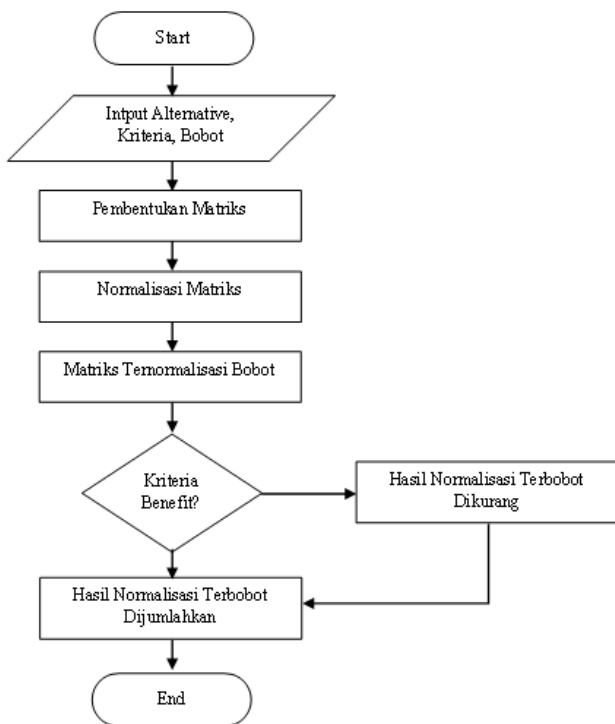 Start
Intput Alternative,
Kriteria, Bobot
Pembentukan Matriks
Normalisasi Matriks
Matriks Ternormalisasi Bobot
Kriteria
Benefit?
Hasil Normalisasi Terbobot
Dikurang
Hasil Normalisasi Terbobot
Dijumlahkan
End